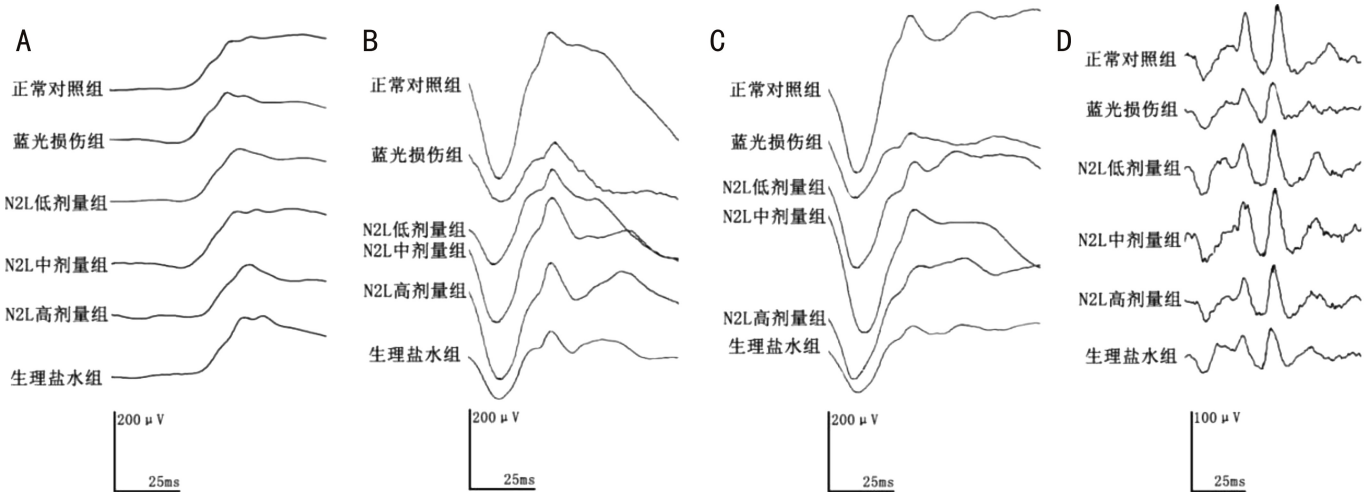 A
正常对照组
蓝光损伤组
N2L低剂量组
N2L中剂量组
N2L高剂量组
生理盐水组
200μV
25ms
B
正常对照组
蓝光损伤组
N2L低剂量组
N2L中剂量组
N2L高剂量组
生理盐水组
200μV
25ms
C
正常对照组
蓝光损伤组
N2L低剂量组
N2L中剂量组
N2L高剂量组
生理盐水组
200μV
25ms
D
正常对照组
蓝光损伤组
N2L低剂量组
N2L中剂量组
N2L高剂量组
生理盐水组
100μV
25ms